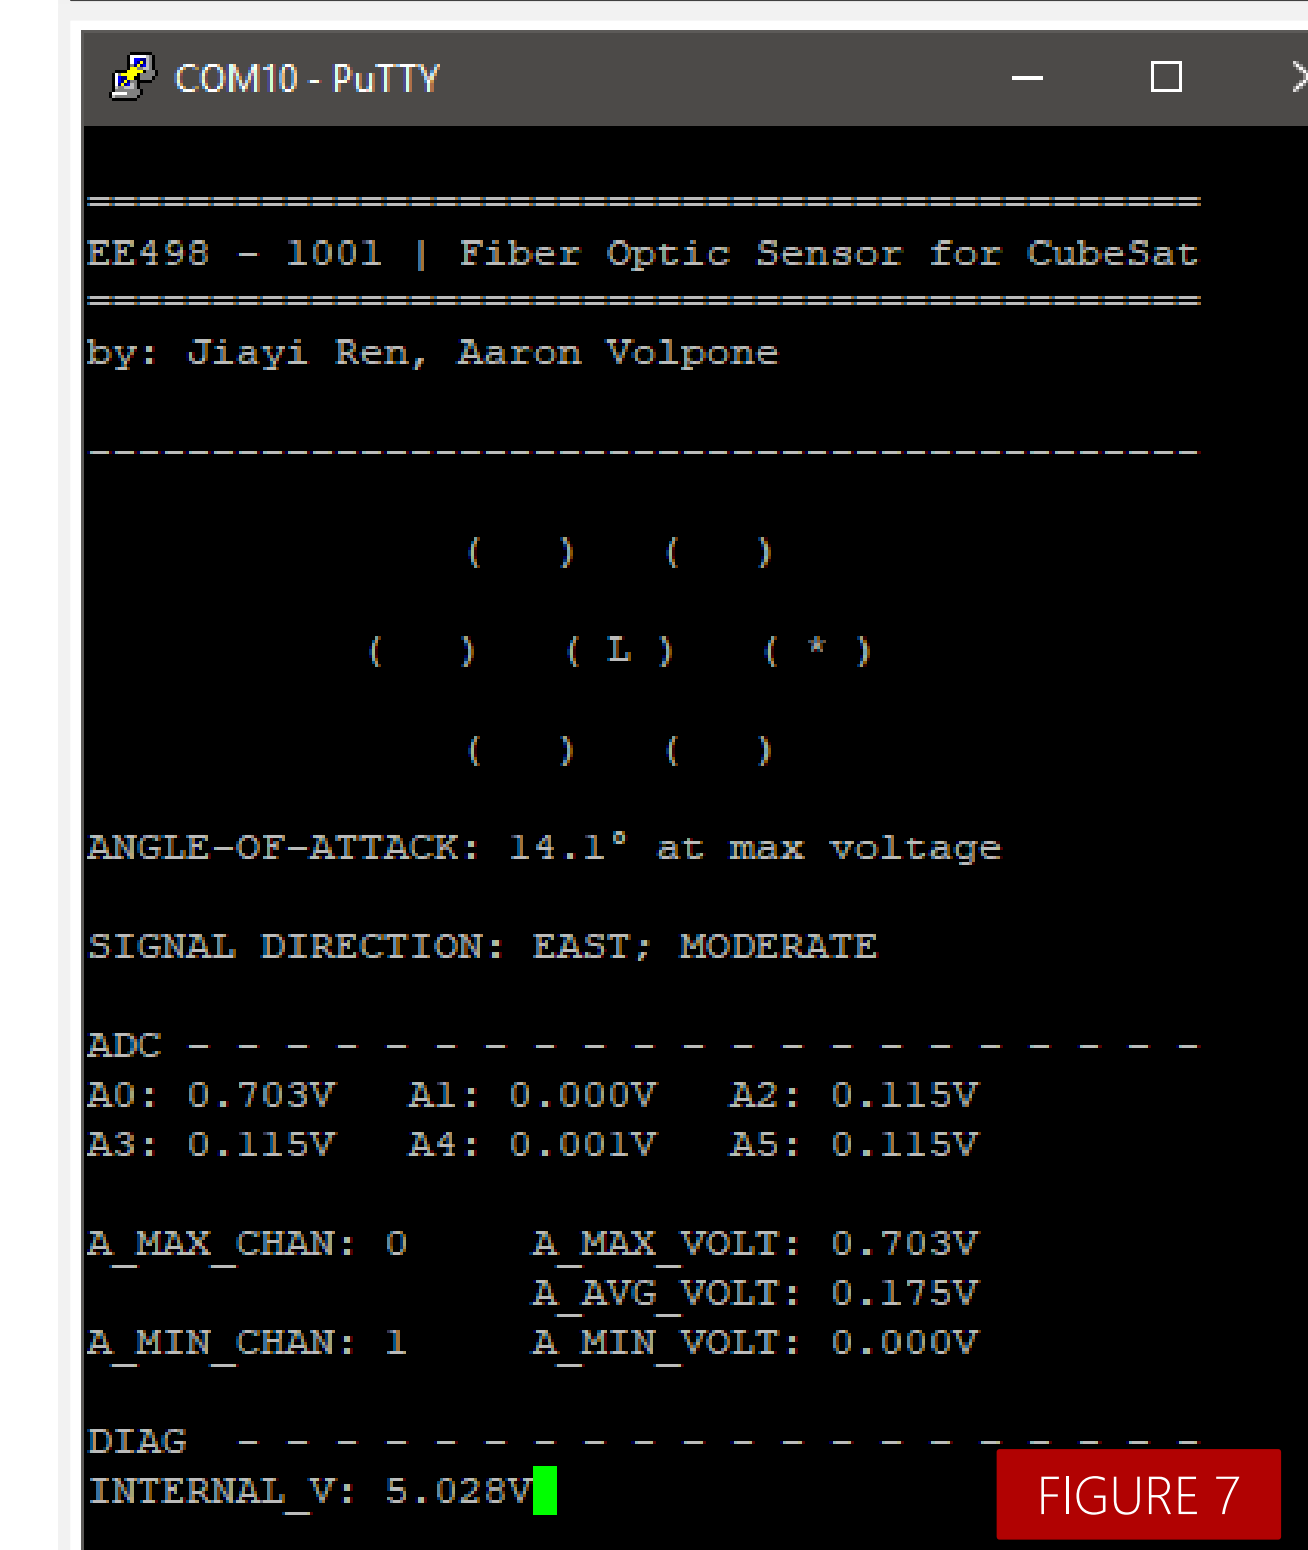 COM10 - PuTTY
=============================================
EE498 - 1001 | Fiber Optic Sensor for CubeSat
=============================================
by: Jiayi Ren, Aaron Volpone
---------------------------------------------
(   )   (   )
(   )   ( L )   ( * )
(   )   (   )
ANGLE-OF-ATTACK: 14.1° at max voltage
SIGNAL DIRECTION: EAST; MODERATE
ADC - - - - - - - - - - - - - - - - - - - - -
A0: 0.703V   A1: 0.000V   A2: 0.115V
A3: 0.115V   A4: 0.001V   A5: 0.115V
A_MAX_CHAN: 0     A_MAX_VOLT: 0.703V
A_AVG_VOLT: 0.175V
A_MIN_CHAN: 1     A_MIN_VOLT: 0.000V
DIAG  - - - - - - - - - - - - - - - - - - - -
INTERNAL_V: 5.028V
FIGURE 7